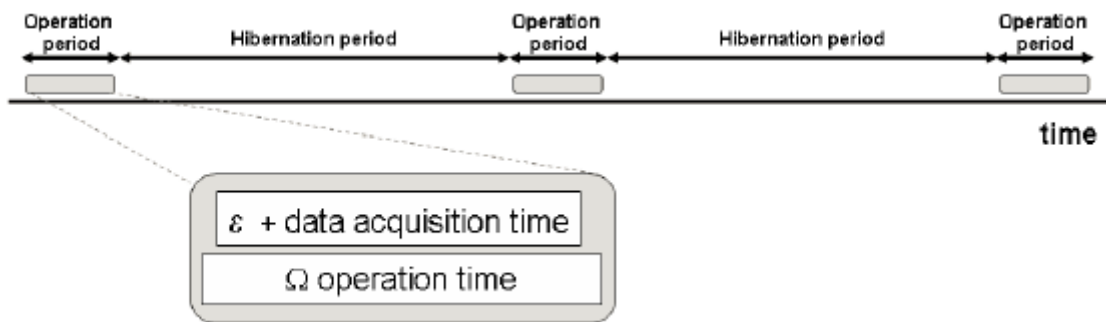 Operation period
Hibernation period
Operation period
Hibernation period
Operation period
time
ε + data acquisition time
Ω operation time